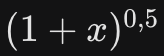 (1 + x)^{0,5}